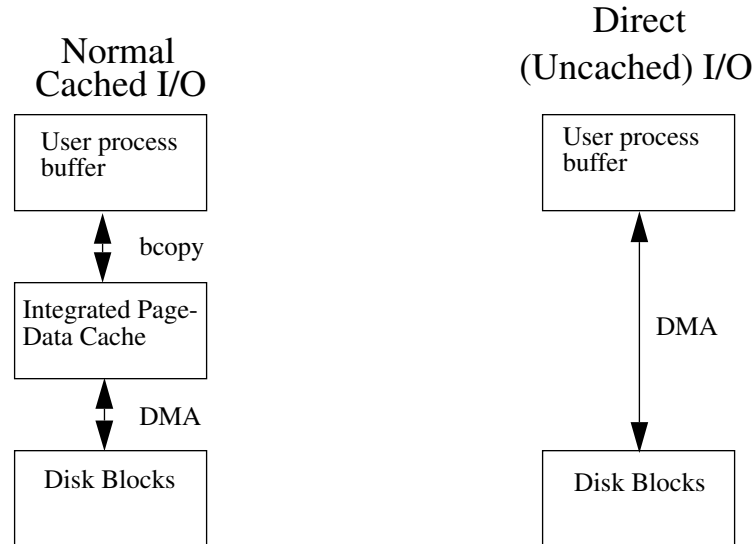 Normal
Cached I/O
User process
buffer
bcopy
Integrated Page-
Data Cache
DMA
Disk Blocks
Direct
(Uncached) I/O
User process
buffer
DMA
Disk Blocks